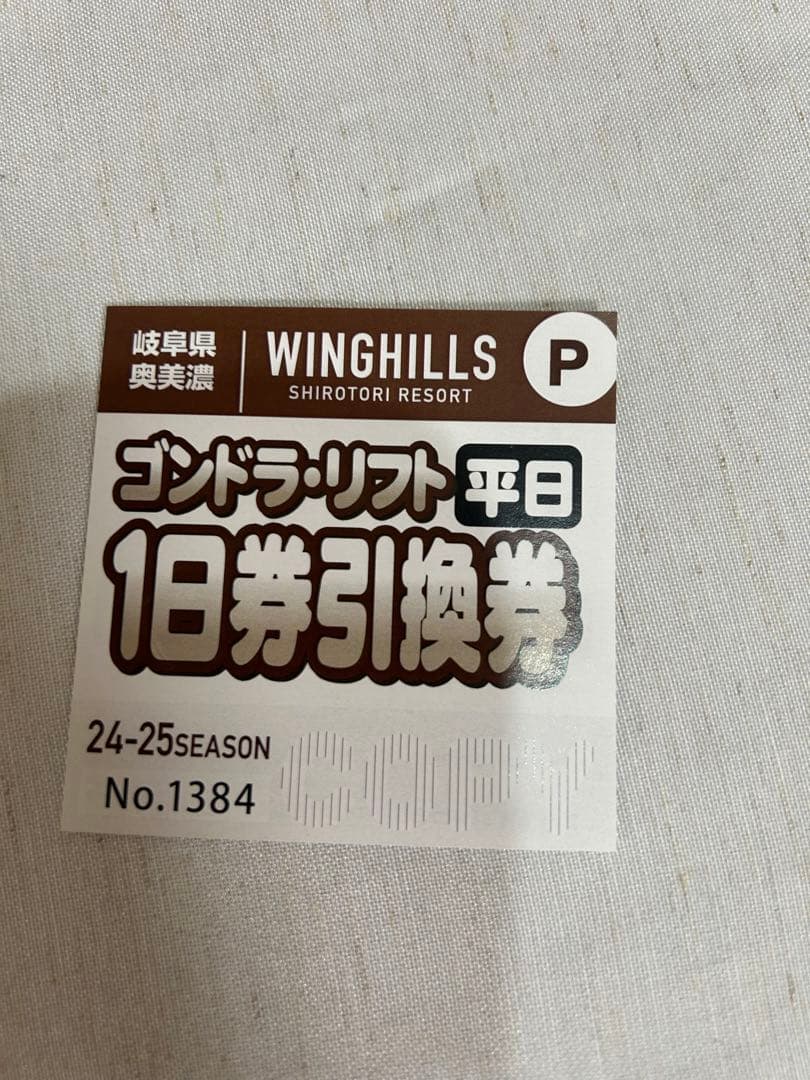 岐阜県
奥美濃
WINGHILLS
SHIROTORI RESORT
P
ゴンドラ・リフト 平日
1日券引換券
24-25SEASON
No.1384
COPY